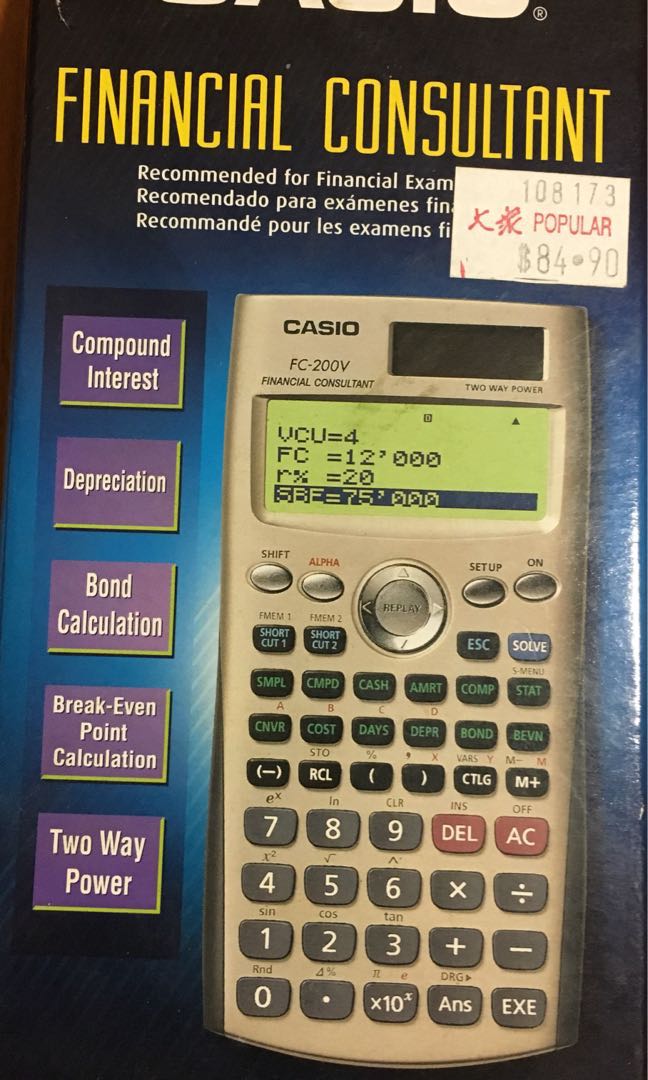 CASIO®
FINANCIAL CONSULTANT
Recommended for Financial Exam
Recomendado para exámenes fin
Recommandé pour les examens fi
108173
大衆 POPULAR
$84.90
Compound
Interest
Depreciation
Bond
Calculation
Break-Even
Point
Calculation
Two Way
Power
CASIO
FC-200V
FINANCIAL CONSULTANT
TWO WAY POWER
D ▲
VCU=4
FC =12’000
r% =20
SBE=75’000
SHIFT ALPHA SETUP ON
REPLAY
FMEM 1 FMEM 2
SHORT CUT 1 SHORT CUT 2 ESC SOLVE
S-MENU
SMPL CMPD CASH AMRT COMP STAT
A B C D
CNVR COST DAYS DEPR BOND BEVN
STO % , X VARS Y M– M
(–) RCL ( ) CTLG M+
eˣ ln CLR INS OFF
7 8 9 DEL AC
x² √ ^
4 5 6 × ÷
sin cos tan
1 2 3 + −
Rnd Δ% π e DRG▶
0 • ×10ˣ Ans EXE